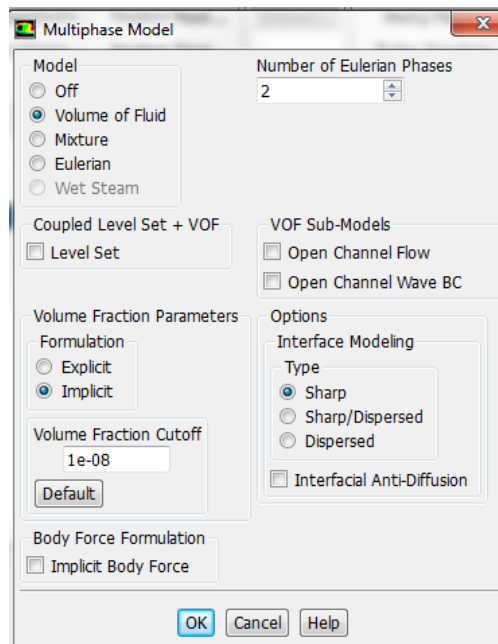 Multiphase Model
Model
Off
Volume of Fluid
Mixture
Eulerian
Wet Steam
Number of Eulerian Phases
2
Coupled Level Set + VOF
Level Set
VOF Sub-Models
Open Channel Flow
Open Channel Wave BC
Volume Fraction Parameters
Formulation
Explicit
Implicit
Volume Fraction Cutoff
1e-08
Default
Options
Interface Modeling
Type
Sharp
Sharp/Dispersed
Dispersed
Interfacial Anti-Diffusion
Body Force Formulation
Implicit Body Force
OK Cancel Help